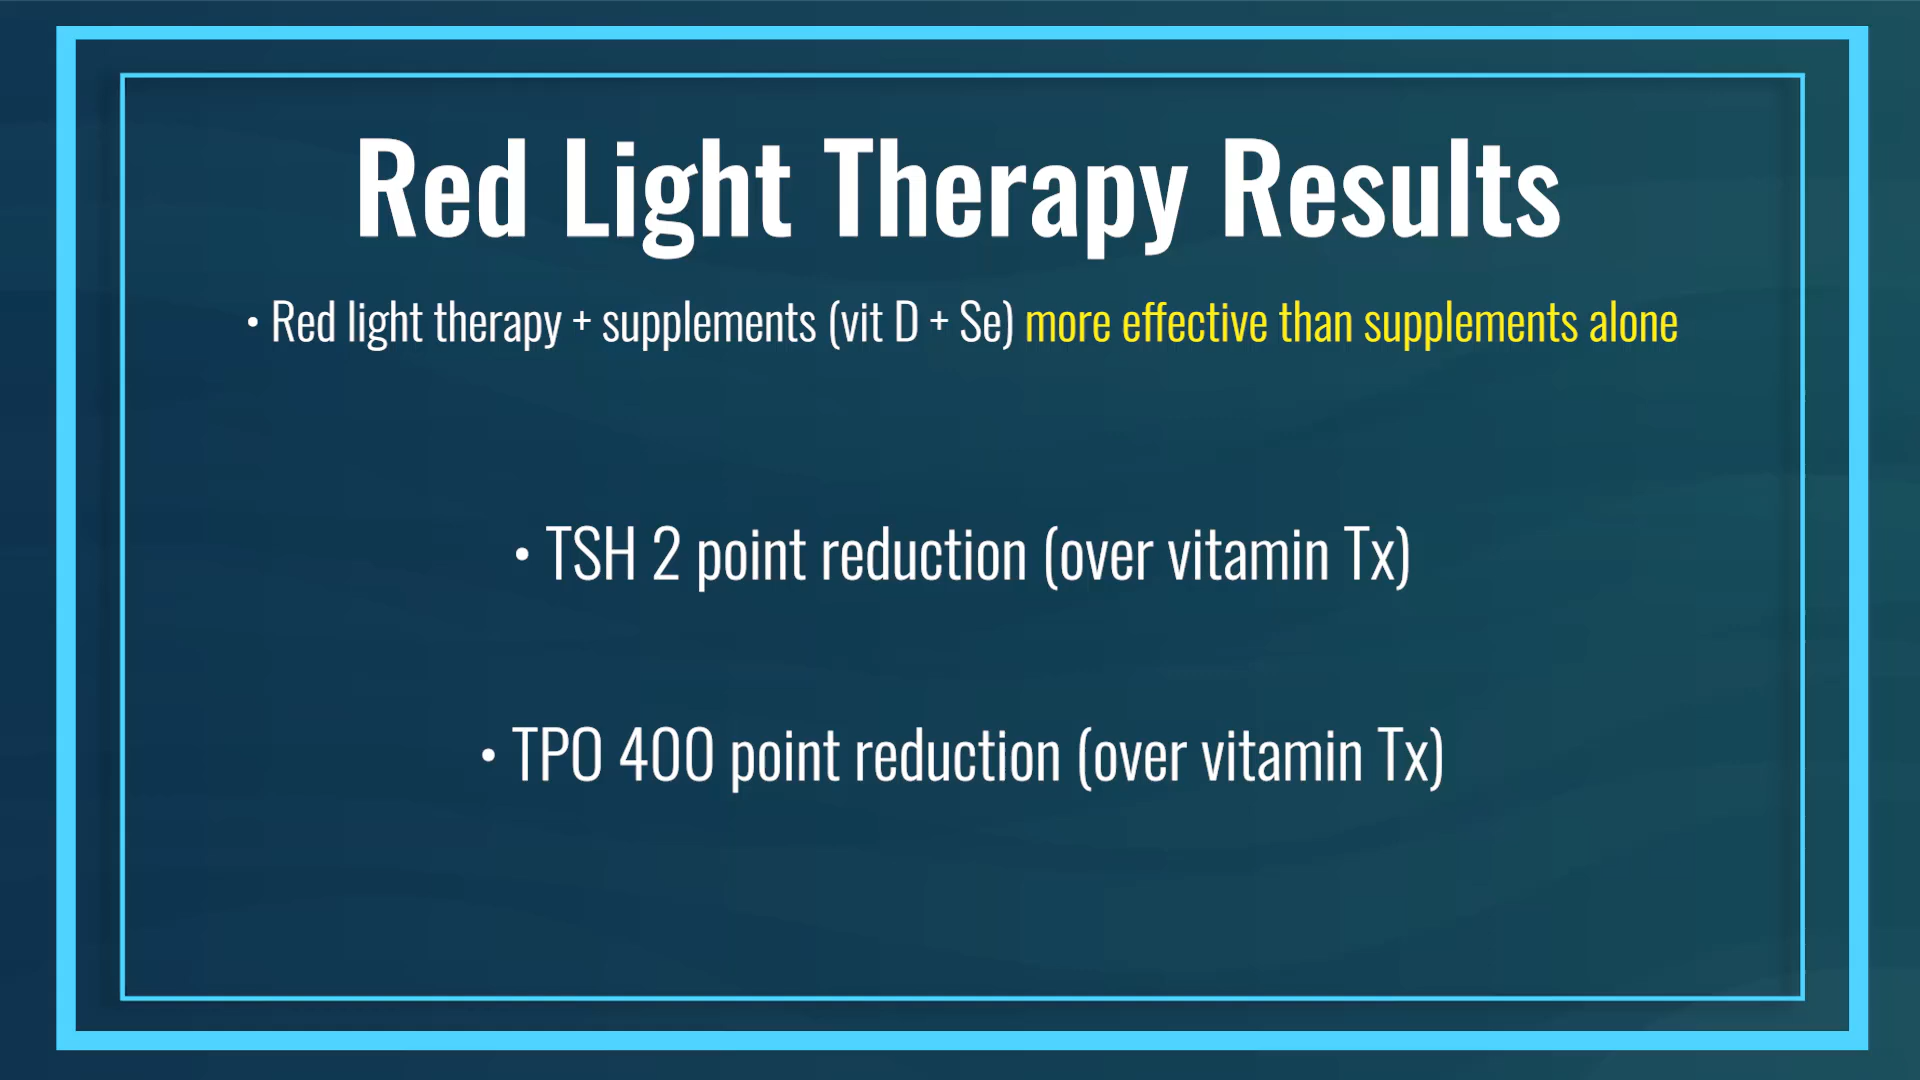 Red Light Therapy Results
• Red light therapy + supplements (vit D + Se) more effective than supplements alone
• TSH 2 point reduction (over vitamin Tx)
• TPO 400 point reduction (over vitamin Tx)